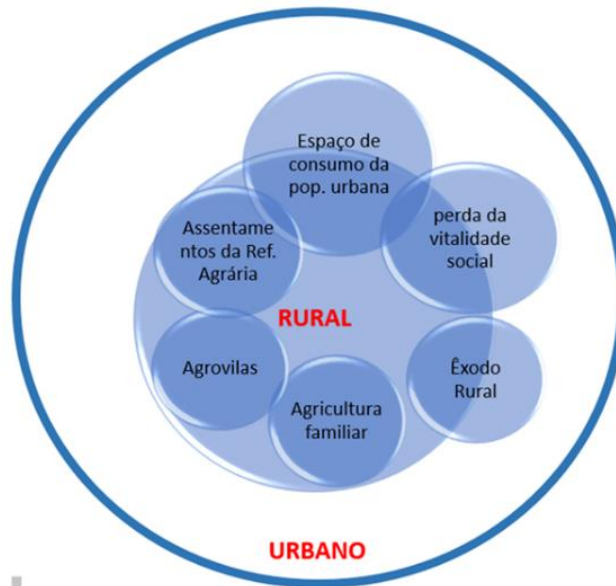 Espaço de
consumo da
pop. urbana
Assentame
ntos da Ref.
Agrária
perda da
vitalidade
social
RURAL
Agrovilas
Êxodo
Rural
Agricultura
familiar
URBANO